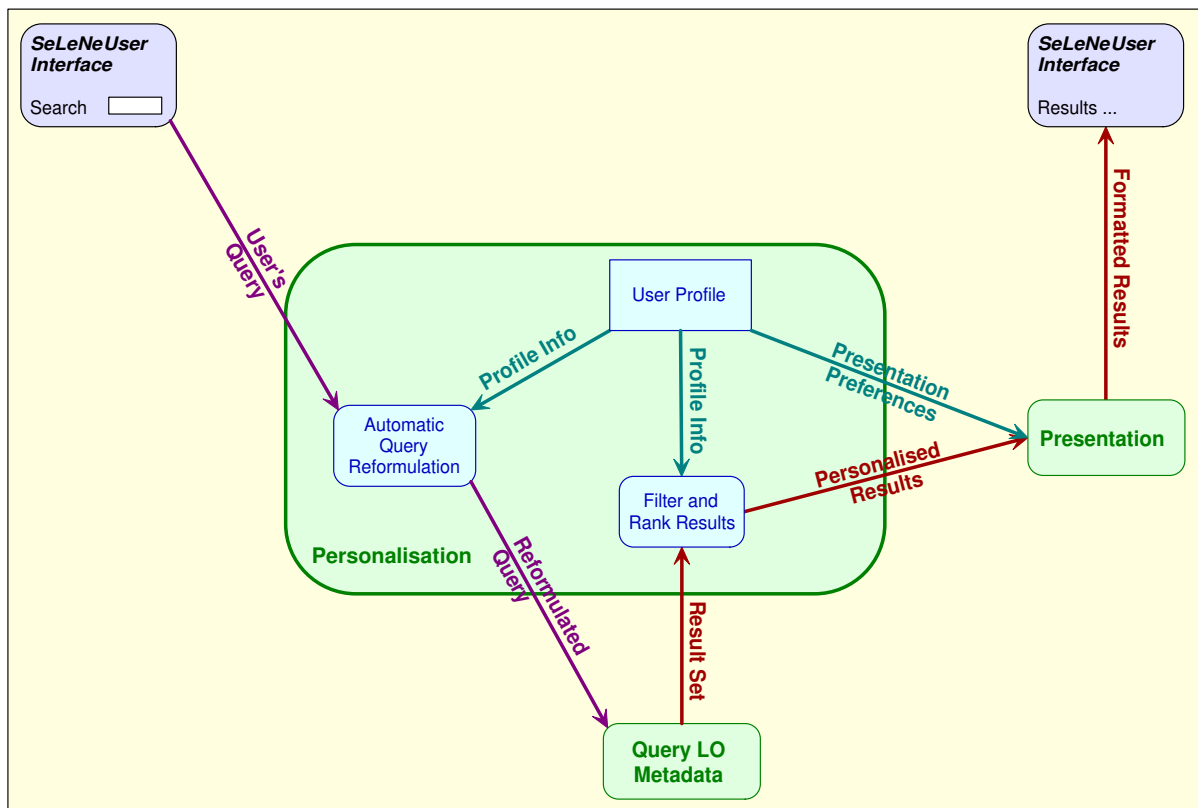 SeLeNeUser
Interface
Search
SeLeNeUser
Interface
Results ...
User's
Query
Formatted Results
User Profile
Profile Info
Profile Info
Presentation
Preferences
Automatic
Query
Reformulation
Presentation
Personalised
Results
Filter and
Rank Results
Personalisation
Reformulated
Query
Result Set
Query LO
Metadata